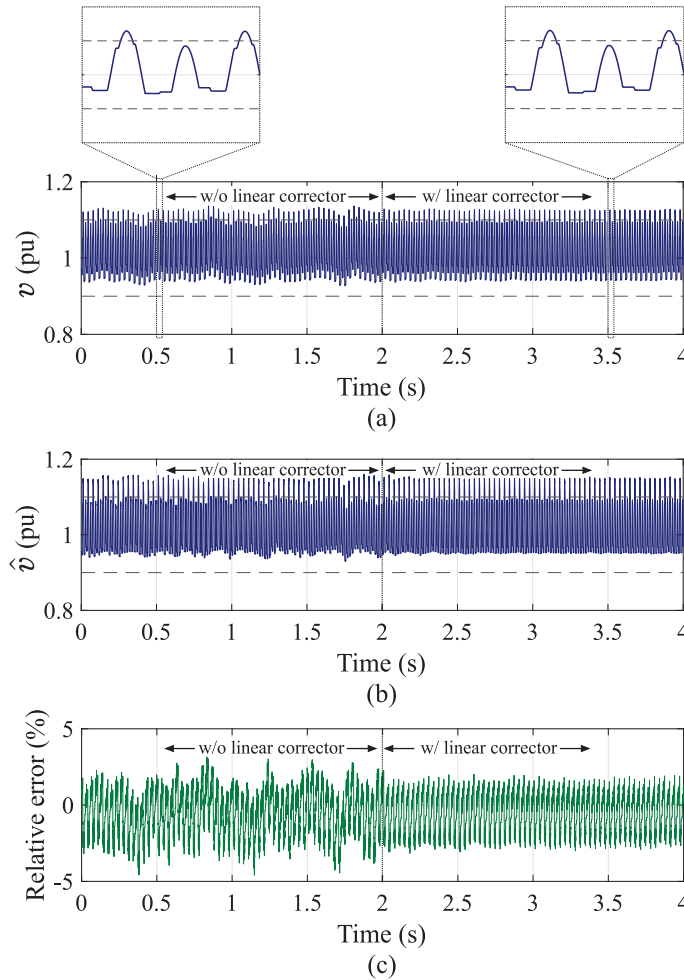 1.2
w/o linear corrector
w/ linear corrector
v (pu)
1
0.8
0 0.5 1 1.5 2 2.5 3 3.5 4
Time (s)
(a)
1.2
w/o linear corrector
w/ linear corrector
v̂ (pu)
1
0.8
0 0.5 1 1.5 2 2.5 3 3.5 4
Time (s)
(b)
5
w/o linear corrector
w/ linear corrector
Relative error (%)
0
-5
0 0.5 1 1.5 2 2.5 3 3.5 4
Time (s)
(c)